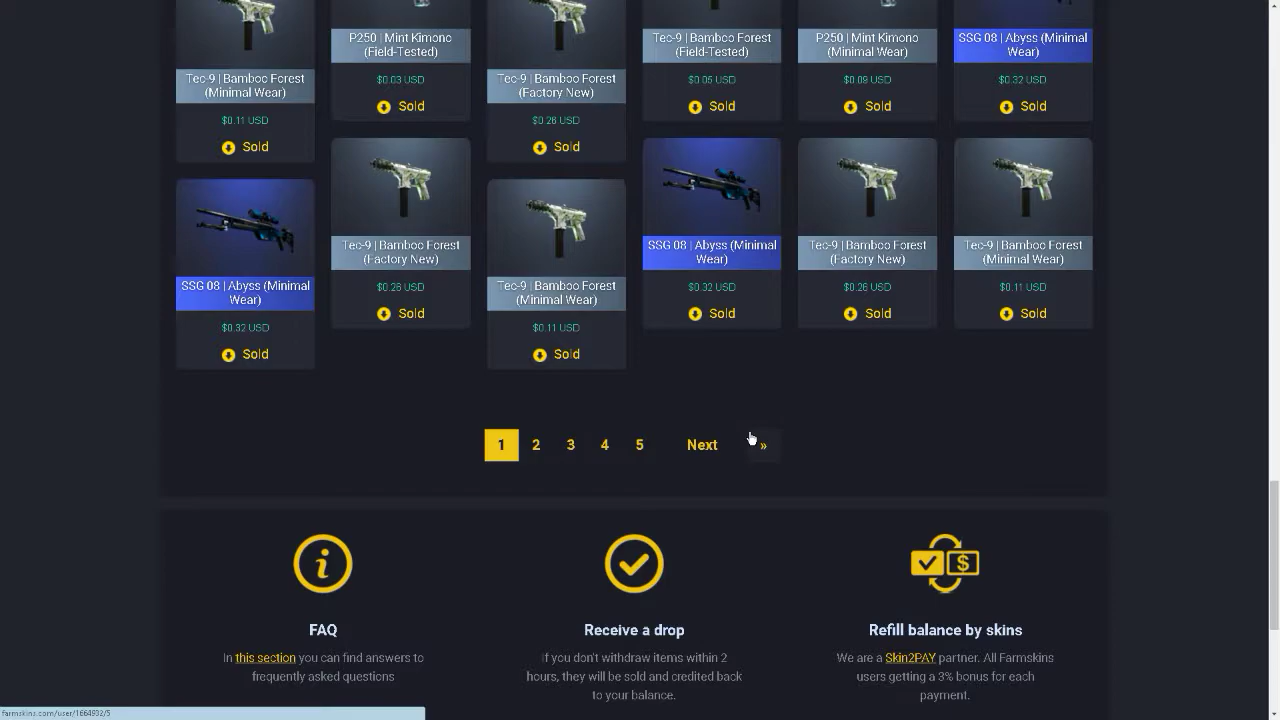 P250 | Mint Kimono
(Field-Tested)
$0.03 USD
Sold
Tec-9 | Bamboo Forest
(Field-Tested)
$0.05 USD
Sold
P250 | Mint Kimono
(Minimal Wear)
$0.09 USD
Sold
SSG 08 | Abyss (Minimal
Wear)
$0.32 USD
Sold
Tec-9 | Bamboo Forest
(Minimal Wear)
$0.11 USD
Sold
Tec-9 | Bamboo Forest
(Factory New)
$0.26 USD
Sold
SSG 08 | Abyss (Minimal
Wear)
$0.32 USD
Sold
Tec-9 | Bamboo Forest
(Factory New)
$0.26 USD
Sold
Tec-9 | Bamboo Forest
(Minimal Wear)
$0.11 USD
Sold
SSG 08 | Abyss (Minimal
Wear)
$0.32 USD
Sold
Tec-9 | Bamboo Forest
(Factory New)
$0.26 USD
Sold
Tec-9 | Bamboo Forest
(Minimal Wear)
$0.11 USD
Sold
1 2 3 4 5 Next »
FAQ
In this section you can find answers to
frequently asked questions
Receive a drop
If you don't withdraw items within 2
hours, they will be sold and credited back
to your balance.
Refill balance by skins
We are a Skin2PAY partner. All Farmskins
users getting a 3% bonus for each
payment.
farmskins.com/user/1664932/5